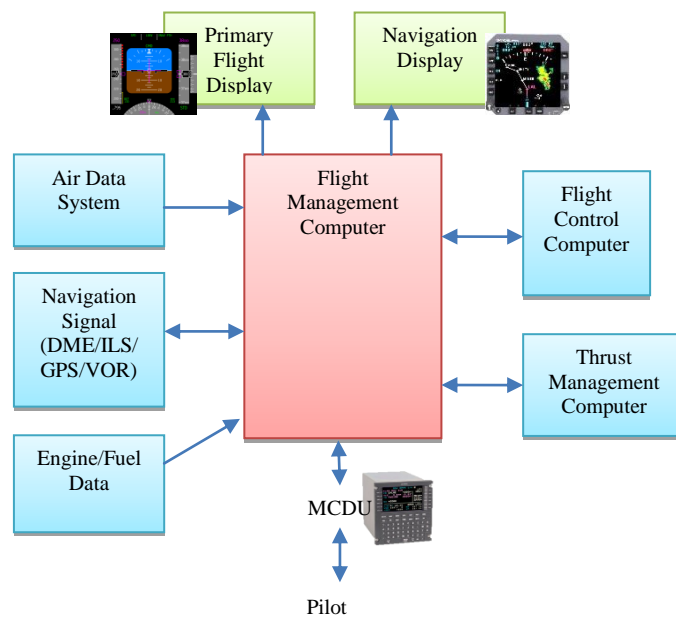 Primary
Flight
Display
Navigation
Display
Air Data
System
Flight
Management
Computer
Flight
Control
Computer
Navigation
Signal
(DME/ILS/
GPS/VOR)
Thrust
Management
Computer
Engine/Fuel
Data
MCDU
Pilot